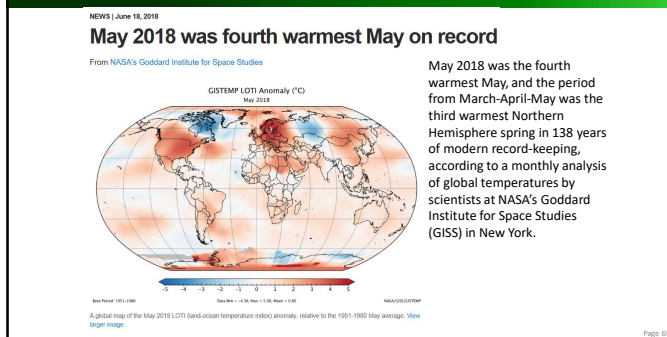 NEWS | June 18, 2018
May 2018 was fourth warmest May on record
From NASA's Goddard Institute for Space Studies
May 2018 was the fourth
warmest May, and the period
from March-April-May was the
third warmest Northern
Hemisphere spring in 138 years
of modern record-keeping,
according to a monthly analysis
of global temperatures by
scientists at NASA's Goddard
Institute for Space Studies
(GISS) in New York.
GISTEMP LOTI Anomaly (°C)
May 2018
-5 -4 -3 -2 -1 0 1 2 3 4 5
Base Period: 1951-1980
NASA/GISS/GISTEMP
A global map of the May 2018 LOTI (land-ocean temperature index) anomaly, relative to the 1951-1980 May average. View
larger image.